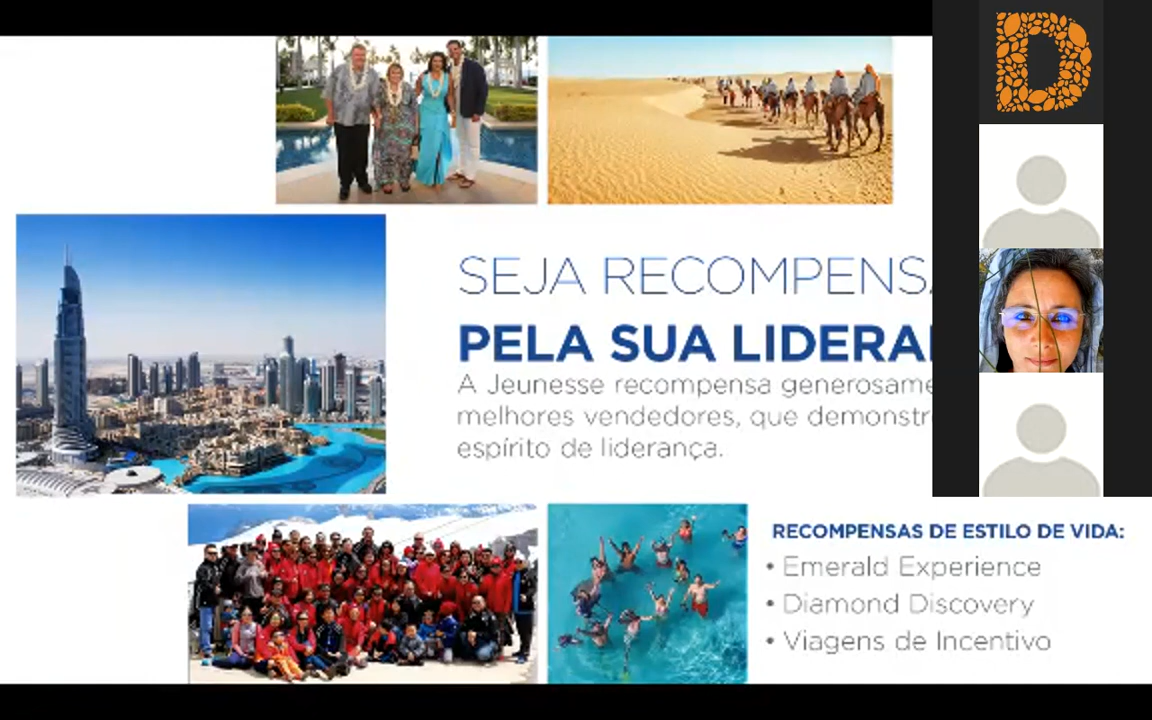 D
SEJA RECOMPENS
PELA SUA LIDERA
A Jeunesse recompensa generosame
melhores vendedores, que demonstr
espírito de liderança.
RECOMPENSAS DE ESTILO DE VIDA:
• Emerald Experience
• Diamond Discovery
• Viagens de Incentivo